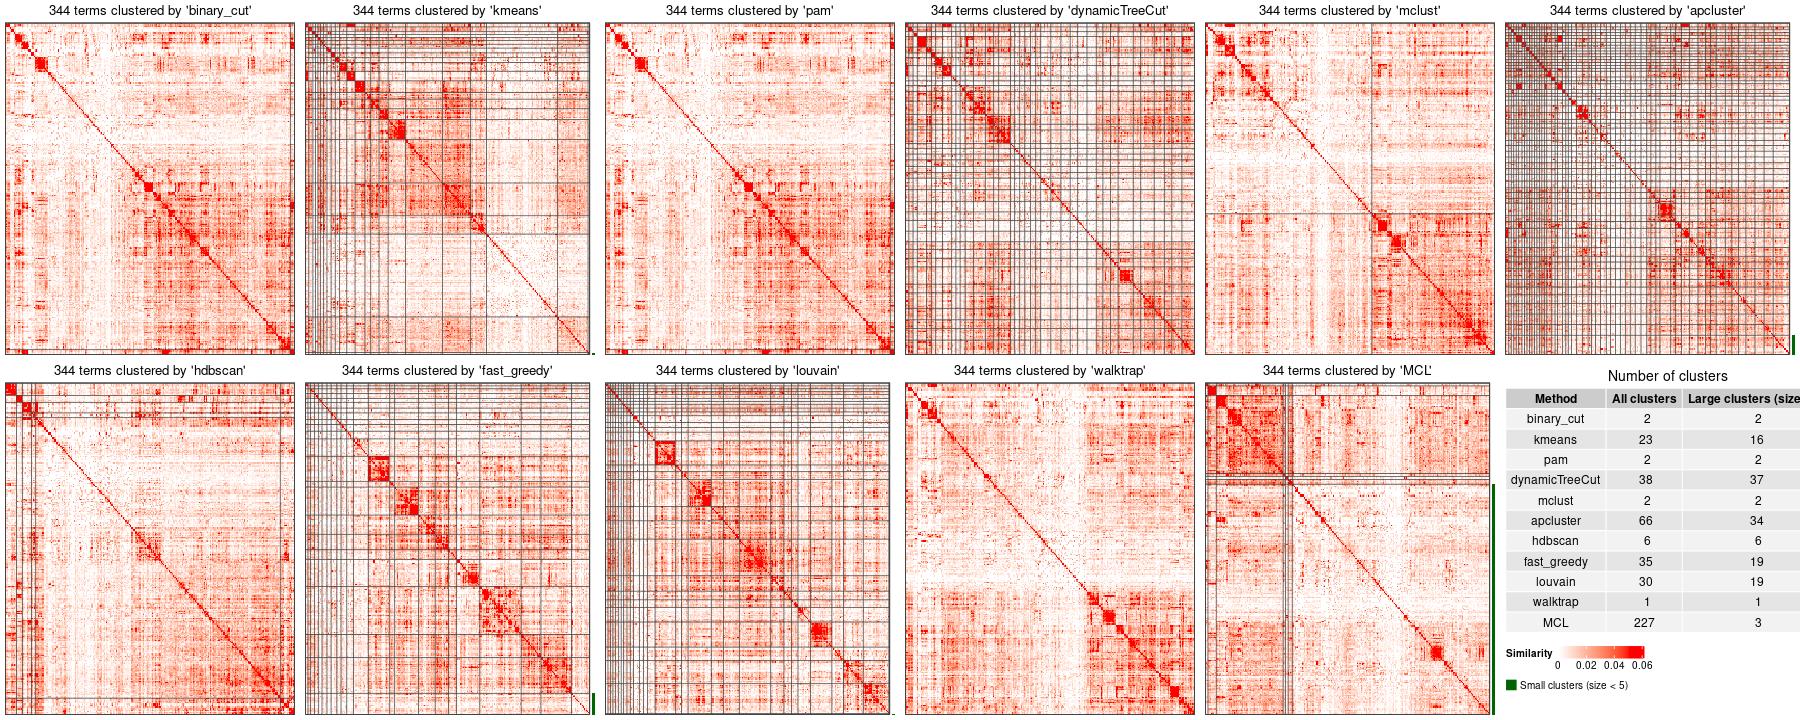 344 terms clustered by 'binary_cut'
344 terms clustered by 'kmeans'
344 terms clustered by 'pam'
344 terms clustered by 'dynamicTreeCut'
344 terms clustered by 'mclust'
344 terms clustered by 'apcluster'
344 terms clustered by 'hdbscan'
344 terms clustered by 'fast_greedy'
344 terms clustered by 'louvain'
344 terms clustered by 'walktrap'
344 terms clustered by 'MCL'
Number of clusters
Method All clusters Large clusters (size
binary_cut 2 2
kmeans 23 16
pam 2 2
dynamicTreeCut 38 37
mclust 2 2
apcluster 66 34
hdbscan 6 6
fast_greedy 35 19
louvain 30 19
walktrap 1 1
MCL 227 3
Similarity
0 0.02 0.04 0.06
Small clusters (size < 5)